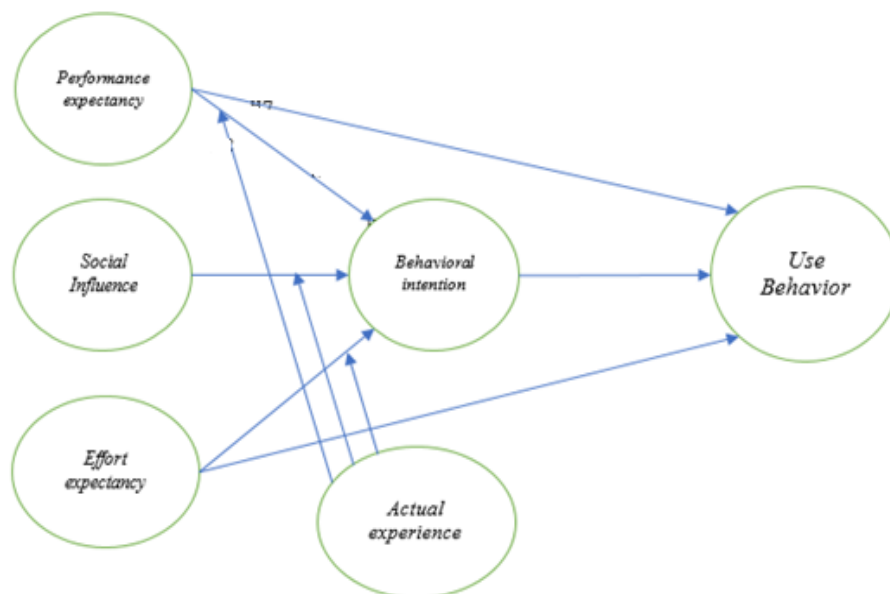 Performance
expectancy
Social
Influence
Behavioral
intention
Use
Behavior
Effort
expectancy
Actual
experience